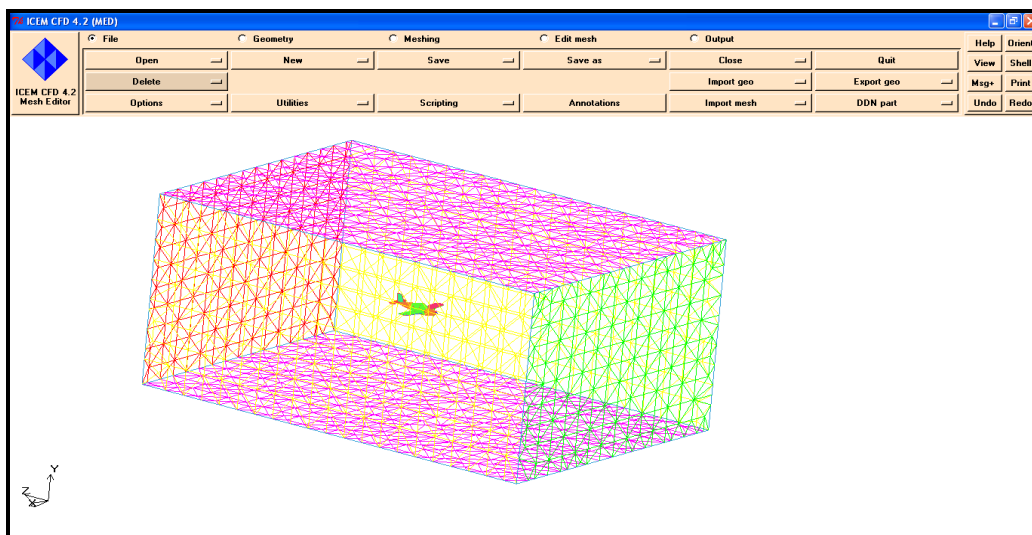 ICEM CFD 4.2 (MED)
File Geometry Meshing Edit mesh Output
Help Orient
Open New Save Save as Close Quit
View Shell
ICEM CFD 4.2
Mesh Editor
Delete Import geo Export geo
Msg+ Print
Options Utilities Scripting Annotations Import mesh DDN part
Undo Redo
Y
Z
X